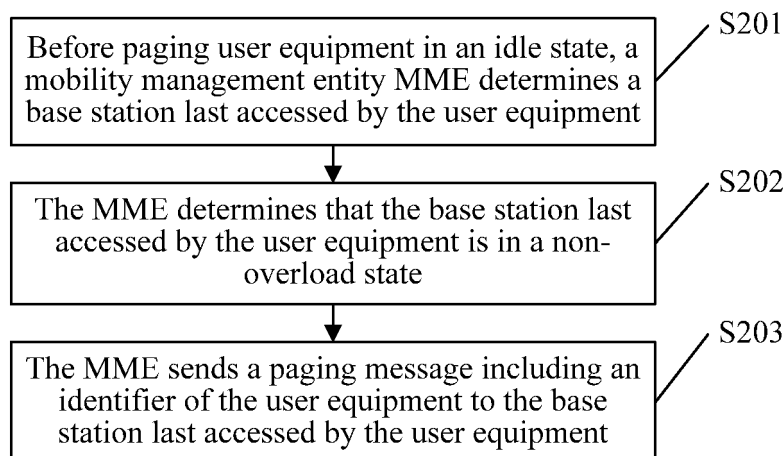 S201
Before paging user equipment in an idle state, a
mobility management entity MME determines a
base station last accessed by the user equipment
S202
The MME determines that the base station last
accessed by the user equipment is in a non-
overload state
S203
The MME sends a paging message including an
identifier of the user equipment to the base
station last accessed by the user equipment